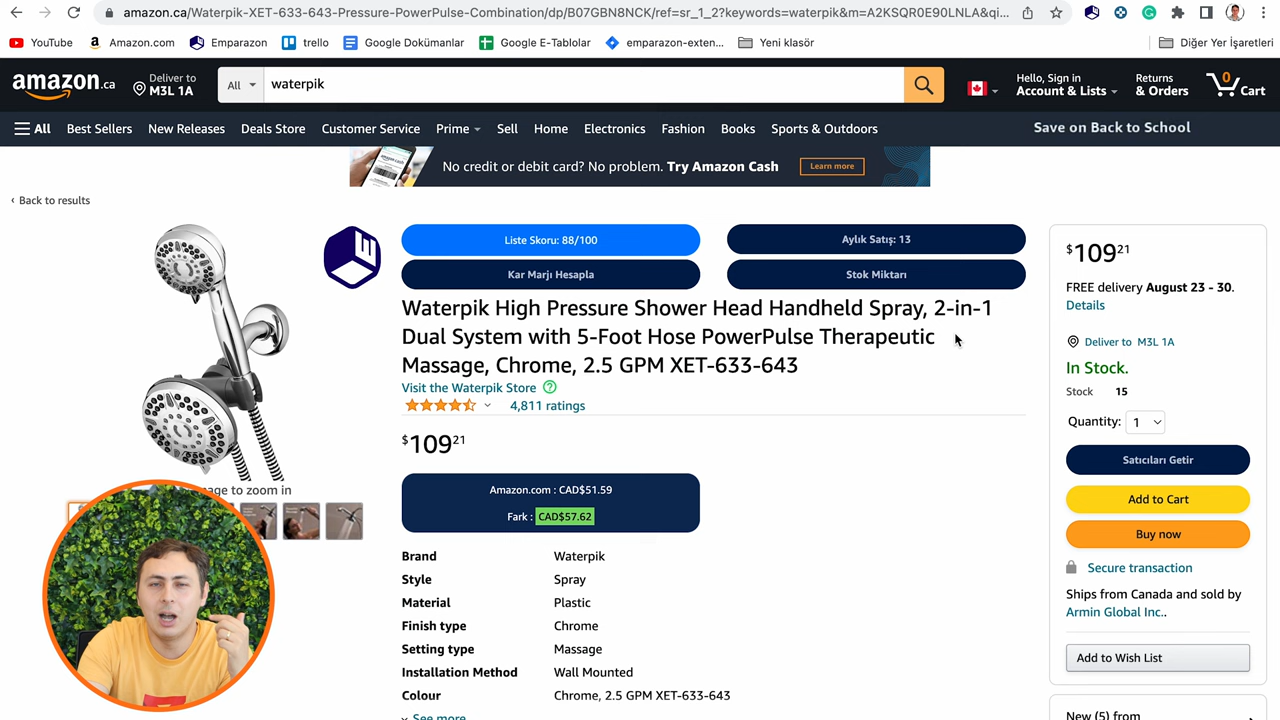 amazon.ca/Waterpik-XET-633-643-Pressure-PowerPulse-Combination/dp/B07GBN8NCK/ref=sr_1_2?keywords=waterpik&m=A2KSQR0E90LNLA&qi...
YouTube Amazon.com Emparazon trello Google Dokümanlar Google E-Tablolar emparazon-exten... Yeni klasör Diğer Yer İşaretleri
amazon.ca Deliver to M3L 1A All waterpik Hello, Sign in Account & Lists Returns & Orders 0 Cart
All Best Sellers New Releases Deals Store Customer Service Prime Sell Home Electronics Fashion Books Sports & Outdoors Save on Back to School
No credit or debit card? No problem. Try Amazon Cash Learn more
‹ Back to results
Liste Skoru: 88/100 Aylık Satış: 13
Kar Marjı Hesapla Stok Miktarı
Waterpik High Pressure Shower Head Handheld Spray, 2-in-1
Dual System with 5-Foot Hose PowerPulse Therapeutic
Massage, Chrome, 2.5 GPM XET-633-643
Visit the Waterpik Store
4,811 ratings
$109 21
Amazon.com : CAD$51.59
Fark : CAD$57.62
Brand Waterpik
Style Spray
Material Plastic
Finish type Chrome
Setting type Massage
Installation Method Wall Mounted
Colour Chrome, 2.5 GPM XET-633-643
See more
to zoom in
$109 21
FREE delivery August 23 - 30.
Details
Deliver to M3L 1A
In Stock.
Stock 15
Quantity: 1
Satıcıları Getir
Add to Cart
Buy now
Secure transaction
Ships from Canada and sold by
Armin Global Inc..
Add to Wish List
New (5) from